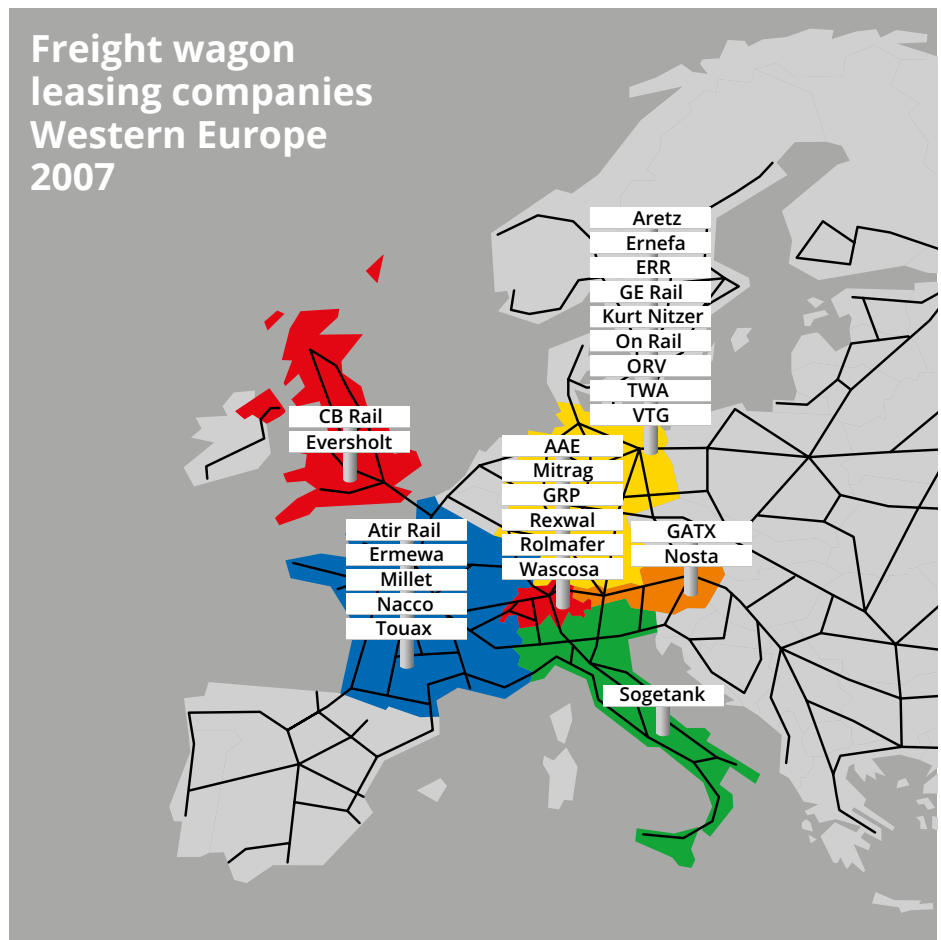 Freight wagon
leasing companies
Western Europe
2007
Aretz
Ernefa
ERR
GE Rail
Kurt Nitzer
On Rail
ORV
TWA
VTG
CB Rail
Eversholt
AAE
Mitrag
GRP
Rexwal
Rolmafer
Wascosa
Atir Rail
Ermewa
Millet
Nacco
Touax
GATX
Nosta
Sogetank